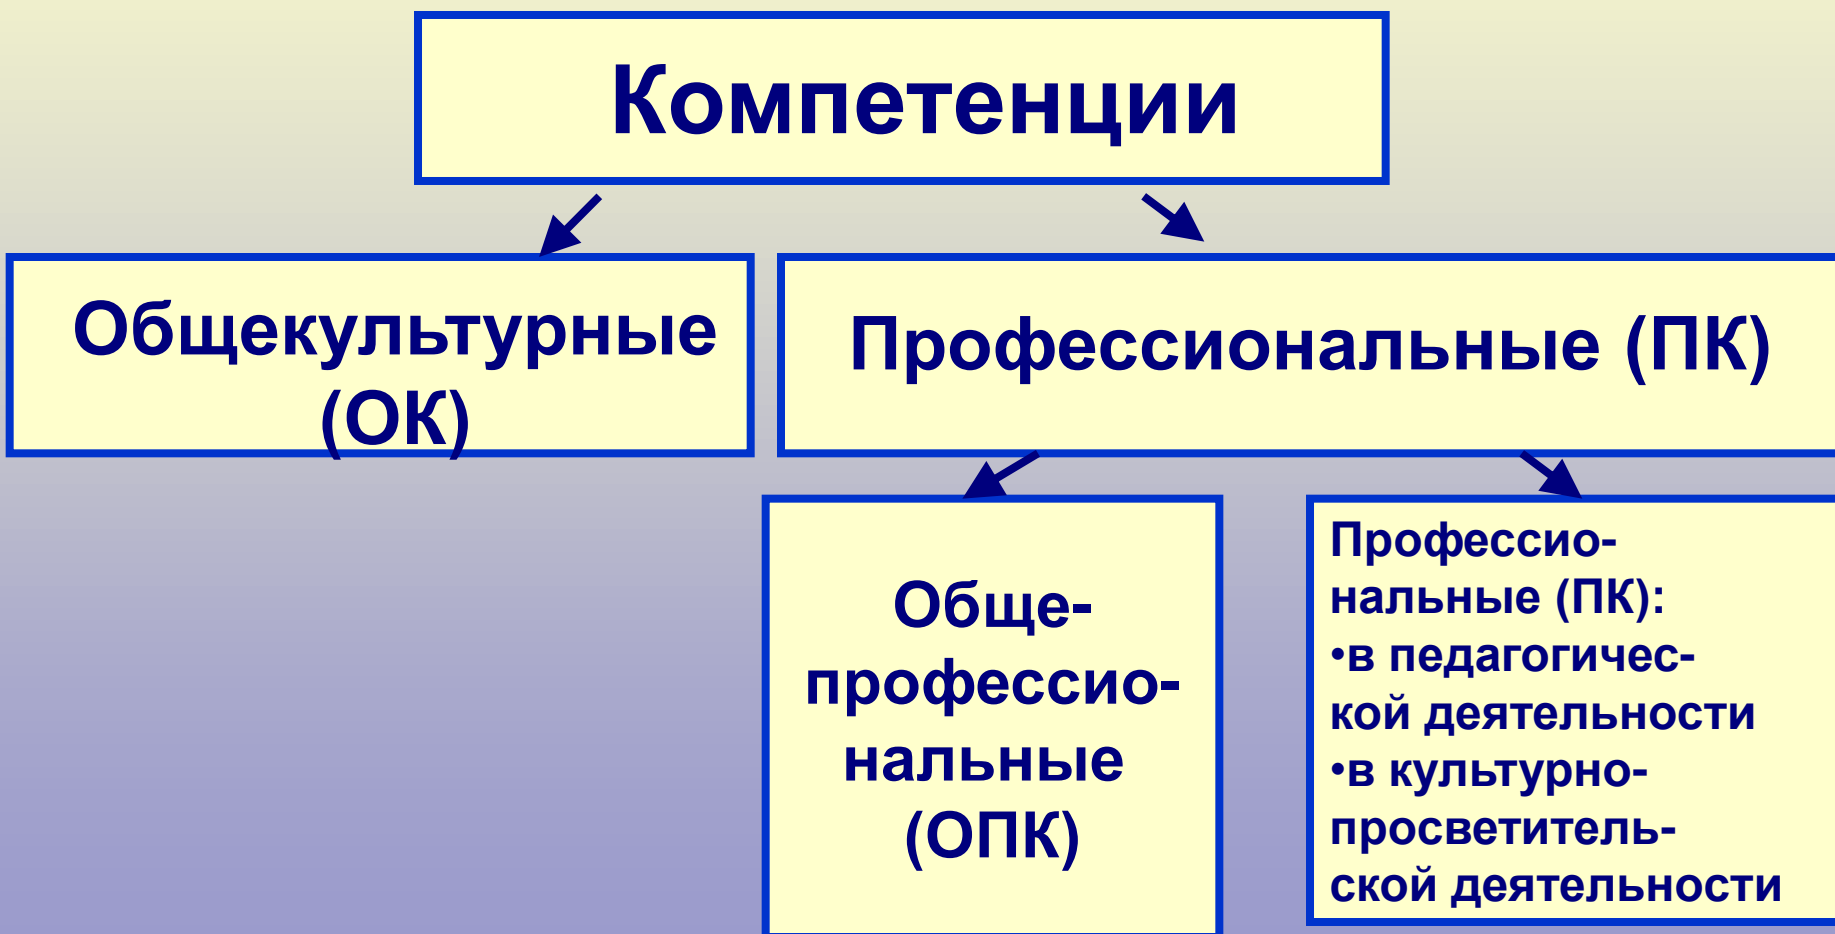 Компетенции
Общекультурные
(ОК)
Профессиональные (ПК)
Обще-
профессио-
нальные
(ОПК)
Профессио-
нальные (ПК):
•в педагогичес-
кой деятельности
•в культурно-
просветитель-
ской деятельности